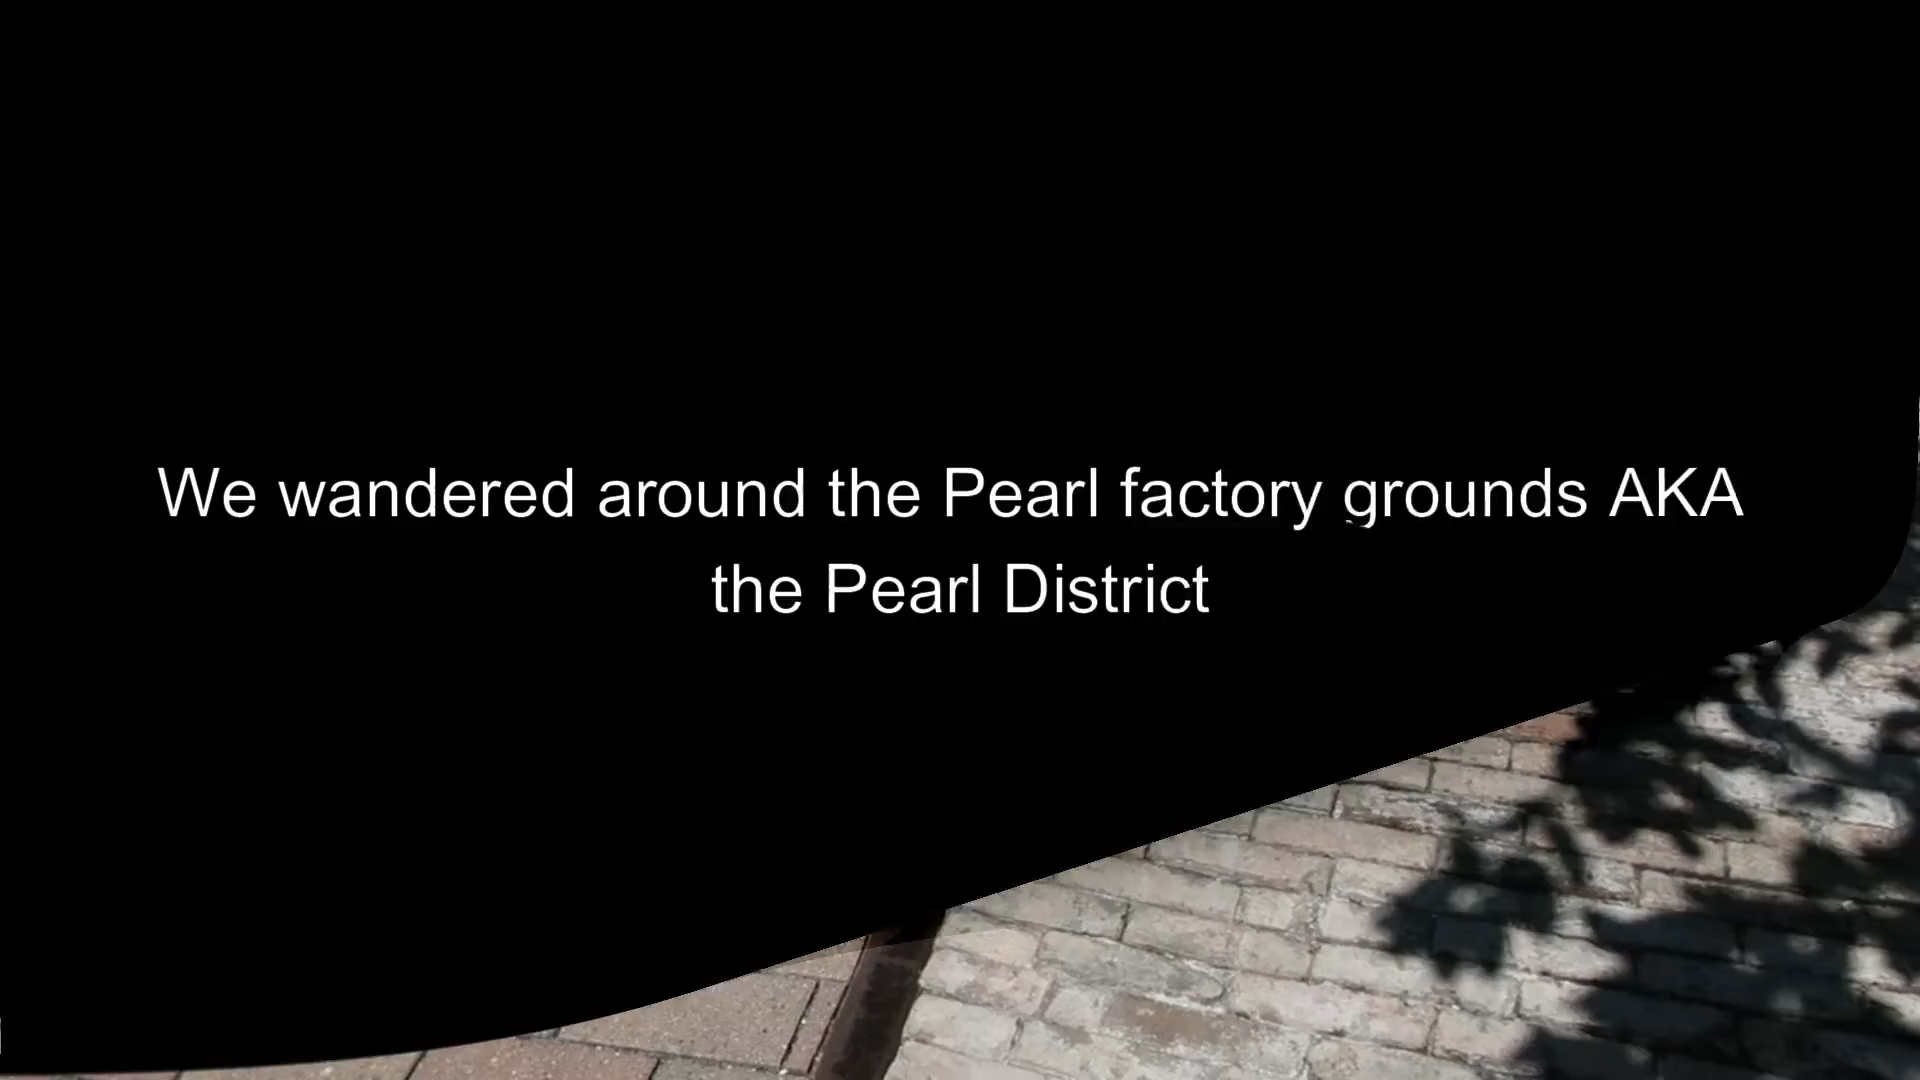 We wandered around the Pearl factory grounds AKA
the Pearl District